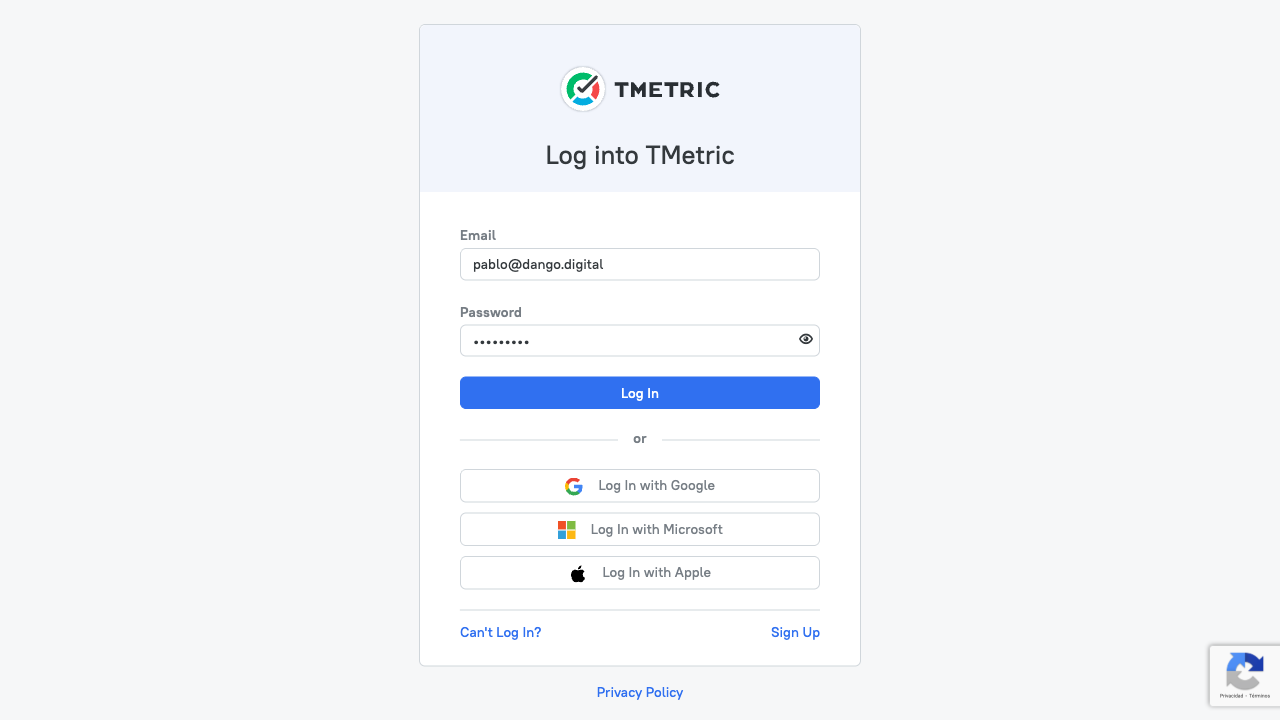 TMETRIC
Log into TMetric
Email
pablo@dango.digital
Password
•••••••••
Log In
or
Log In with Google
Log In with Microsoft
Log In with Apple
Can't Log In?
Sign Up
Privacy Policy
Privacidad - Términos